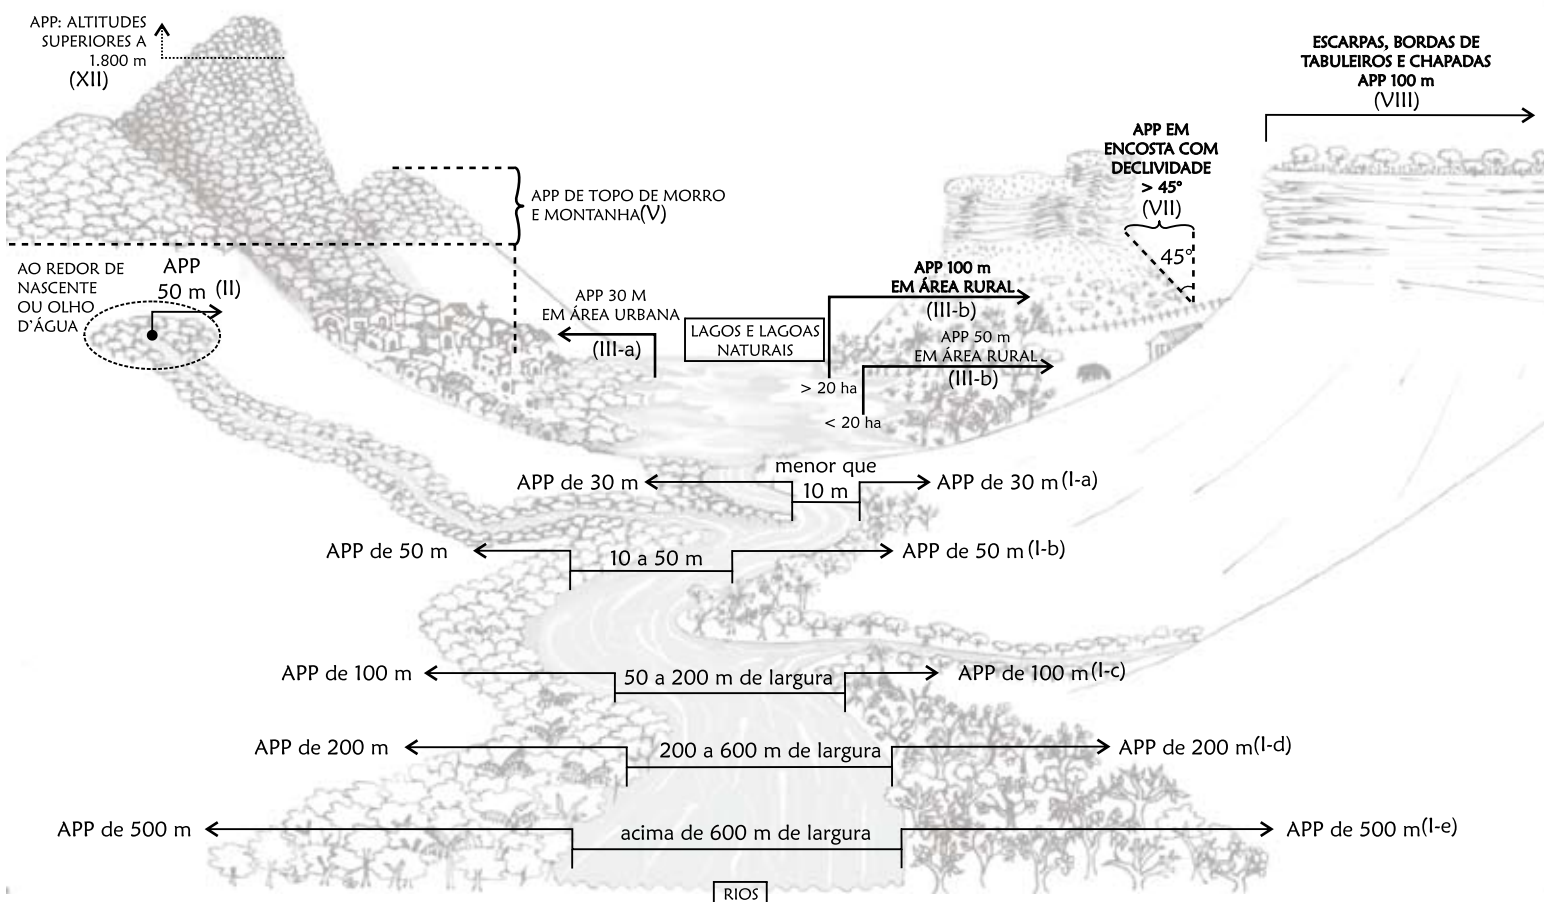 APP: ALTITUDES
SUPERIORES A
1.800 m
(XII)
ESCARPAS, BORDAS DE
TABULEIROS E CHAPADAS
APP 100 m
(VIII)
APP EM
ENCOSTA COM
DECLIVIDADE
> 45°
(VII)
45°
APP DE TOPO DE MORRO
E MONTANHA(V)
AO REDOR DE
NASCENTE
OU OLHO
D'ÁGUA
APP
50 m (II)
APP 30 M
EM ÁREA URBANA
(III-a)
LAGOS E LAGOAS
NATURAIS
APP 100 m
EM ÁREA RURAL
(III-b)
APP 50 m
EM ÁREA RURAL
(III-b)
> 20 ha
< 20 ha
APP de 30 m
menor que
10 m
APP de 30 m(I-a)
APP de 50 m
10 a 50 m
APP de 50 m(I-b)
APP de 100 m
50 a 200 m de largura
APP de 100 m(I-c)
APP de 200 m
200 a 600 m de largura
APP de 200 m(I-d)
APP de 500 m
acima de 600 m de largura
APP de 500 m(I-e)
RIOS